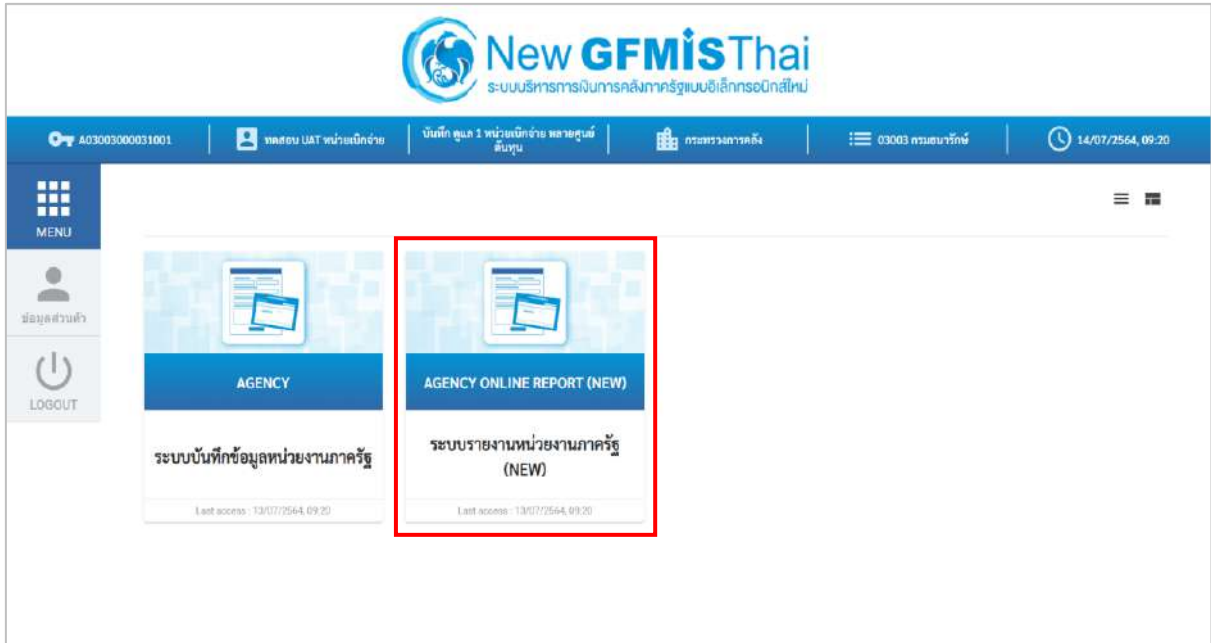 New GFMIS Thai
ระบบบริหารการเงินการคลังภาครัฐแบบอิเล็กทรอนิกส์ใหม่
A03003000031001
ทดสอบ UAT หน่วยเบิกจ่าย
บันทึก ดูแล 1 หน่วยเบิกจ่าย หลายศูนย์
ต้นทุน
กระทรวงการคลัง
03003 กรมธนารักษ์
14/07/2564, 09:20
MENU
ข้อมูลส่วนตัว
LOGOUT
AGENCY
ระบบบันทึกข้อมูลหน่วยงานภาครัฐ
Last access : 13/07/2564, 09:20
AGENCY ONLINE REPORT (NEW)
ระบบรายงานหน่วยงานภาครัฐ
(NEW)
Last access : 13/07/2564, 09:20